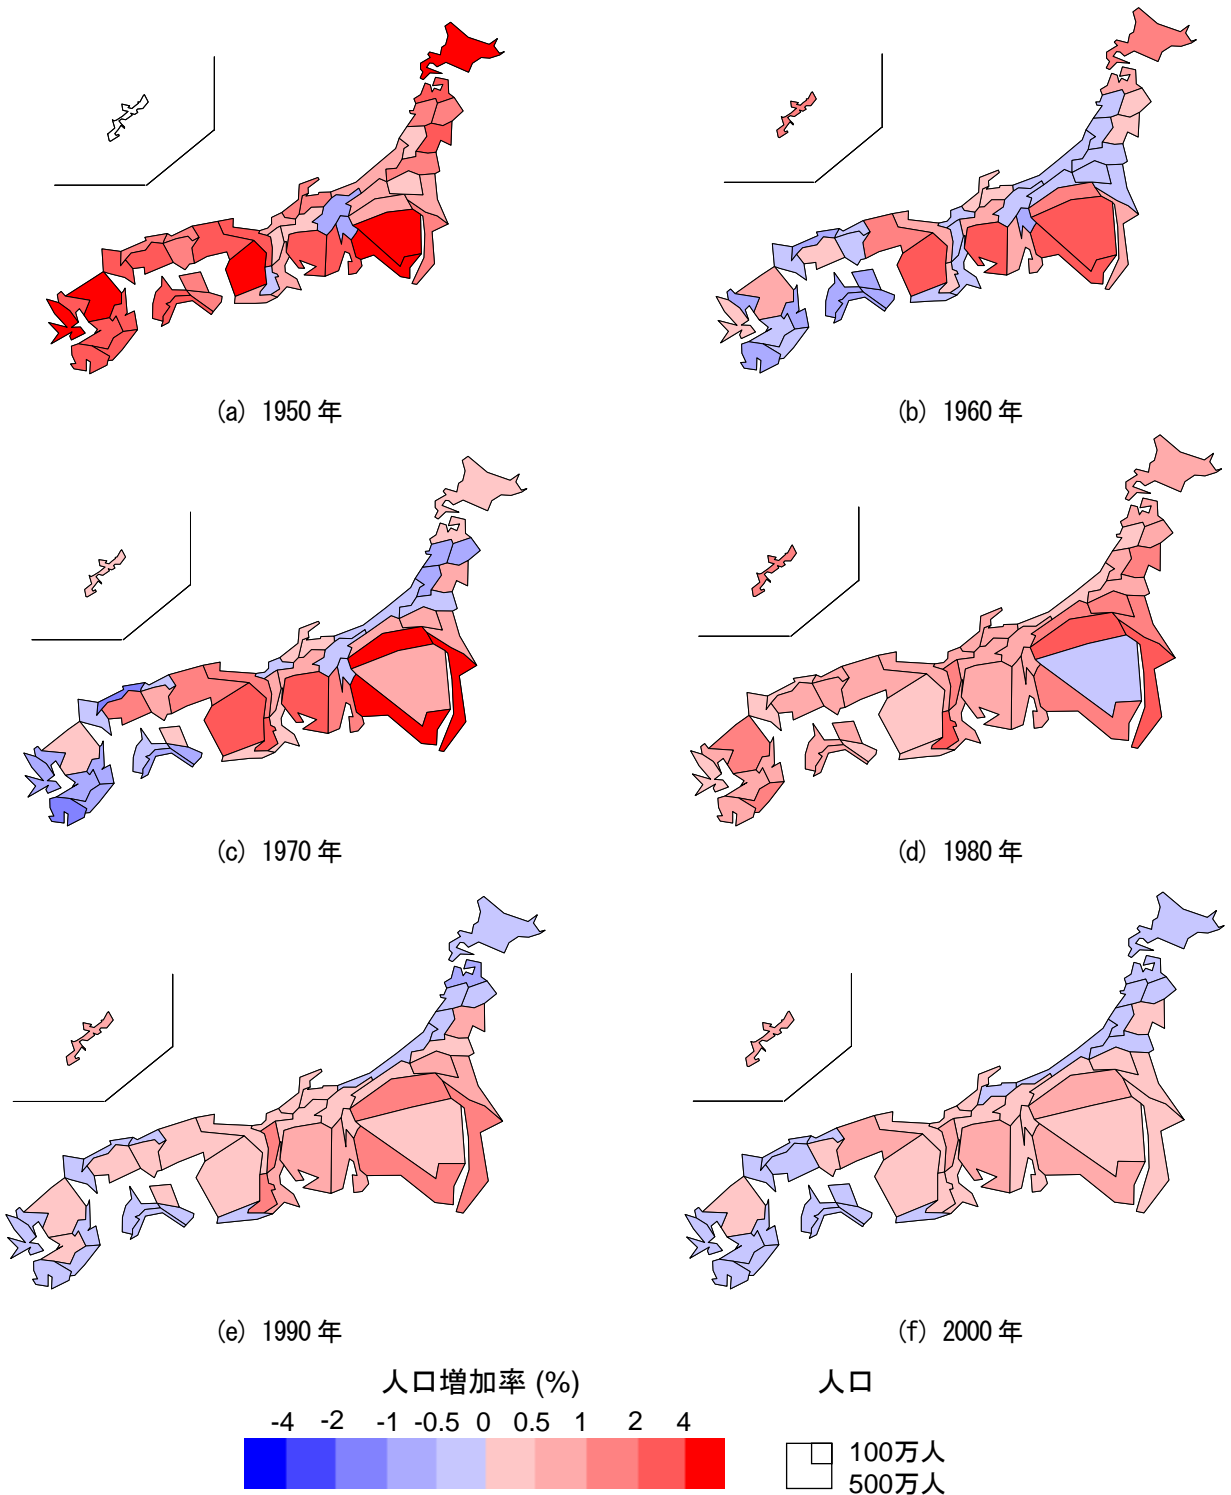 (a) 1950 年
(b) 1960 年
(c) 1970 年
(d) 1980 年
(e) 1990 年
(f) 2000 年
人口増加率 (%)
-4 -2 -1 -0.5 0 0.5 1 2 4
人口
100万人
500万人